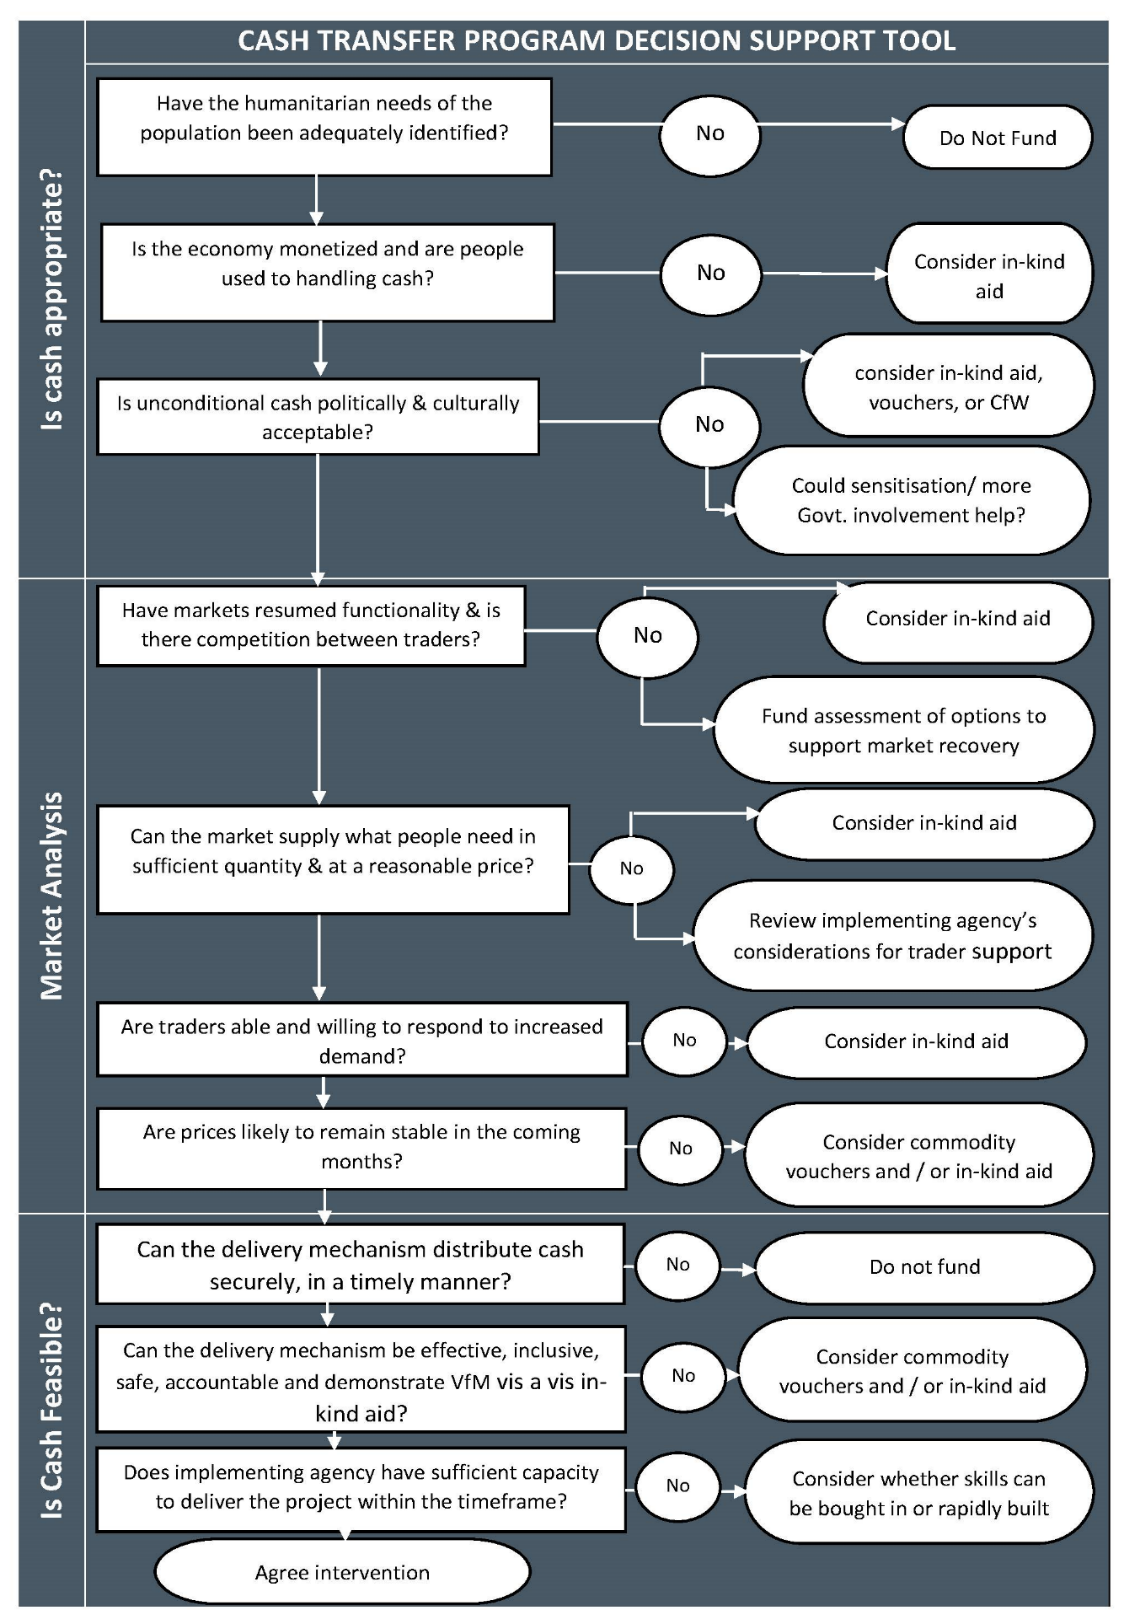 CASH TRANSFER PROGRAM DECISION SUPPORT TOOL
Is cash appropriate?
Have the humanitarian needs of the
population been adequately identified?
No
Do Not Fund
Is the economy monetized and are people
used to handling cash?
No
Consider in-kind
aid
Is unconditional cash politically & culturally
acceptable?
No
consider in-kind aid,
vouchers, or CfW
Could sensitisation/ more
Govt. involvement help?
Market Analysis
Have markets resumed functionality & is
there competition between traders?
No
Consider in-kind aid
Fund assessment of options to
support market recovery
Can the market supply what people need in
sufficient quantity & at a reasonable price?
No
Consider in-kind aid
Review implementing agency’s
considerations for trader support
Are traders able and willing to respond to increased
demand?
No
Consider in-kind aid
Are prices likely to remain stable in the coming
months?
No
Consider commodity
vouchers and / or in-kind aid
Is Cash Feasible?
Can the delivery mechanism distribute cash
securely, in a timely manner?
No
Do not fund
Can the delivery mechanism be effective, inclusive,
safe, accountable and demonstrate VfM vis a vis in-
kind aid?
No
Consider commodity
vouchers and / or in-kind aid
Does implementing agency have sufficient capacity
to deliver the project within the timeframe?
No
Consider whether skills can
be bought in or rapidly built
Agree intervention